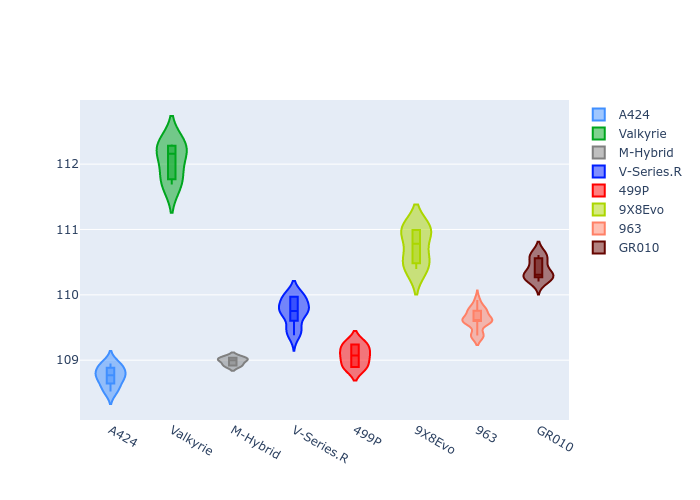 A424
Valkyrie
M-Hybrid
V-Series.R
499P
9X8Evo
963
GR010
112
111
110
109
A424
Valkyrie
M-Hybrid
V-Series.R
499P
9X8Evo
963
GR010